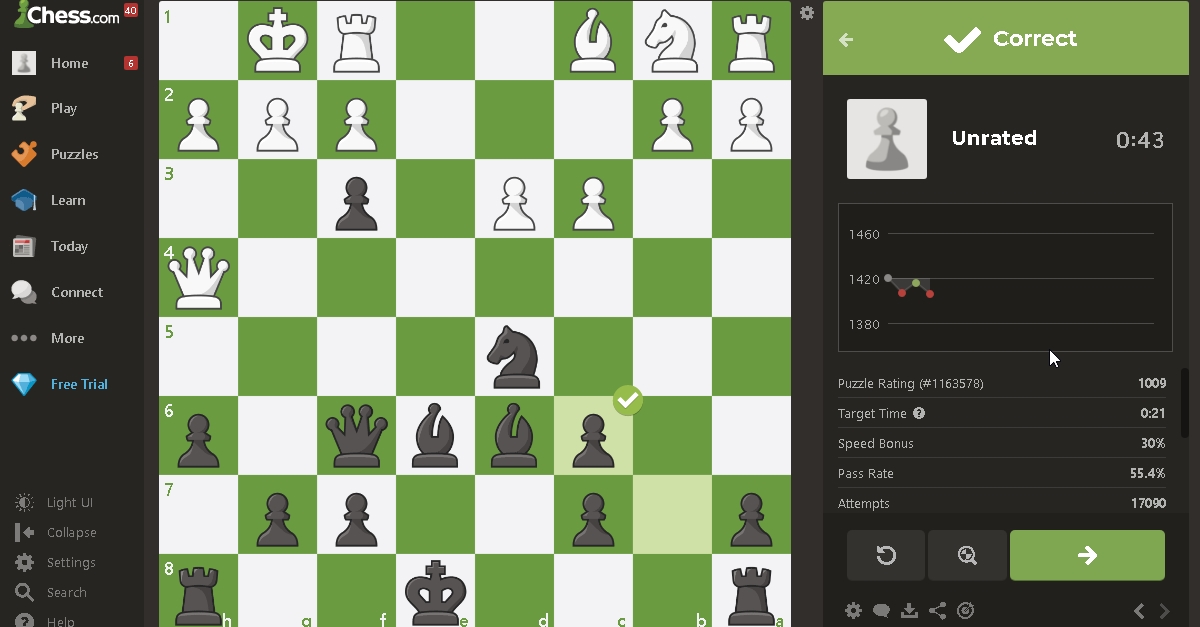 Chess.com 40
Home 6
Play
Puzzles
Learn
Today
Connect
More
Free Trial
Light UI
Collapse
Settings
Search
Help
1
2
3
4
5
6
7
8
h g f e d c b a
Correct
Unrated 0:43
1460
1420
1380
Puzzle Rating (#1163578) 1009
Target Time ? 0:21
Speed Bonus 30%
Pass Rate 55.4%
Attempts 17090